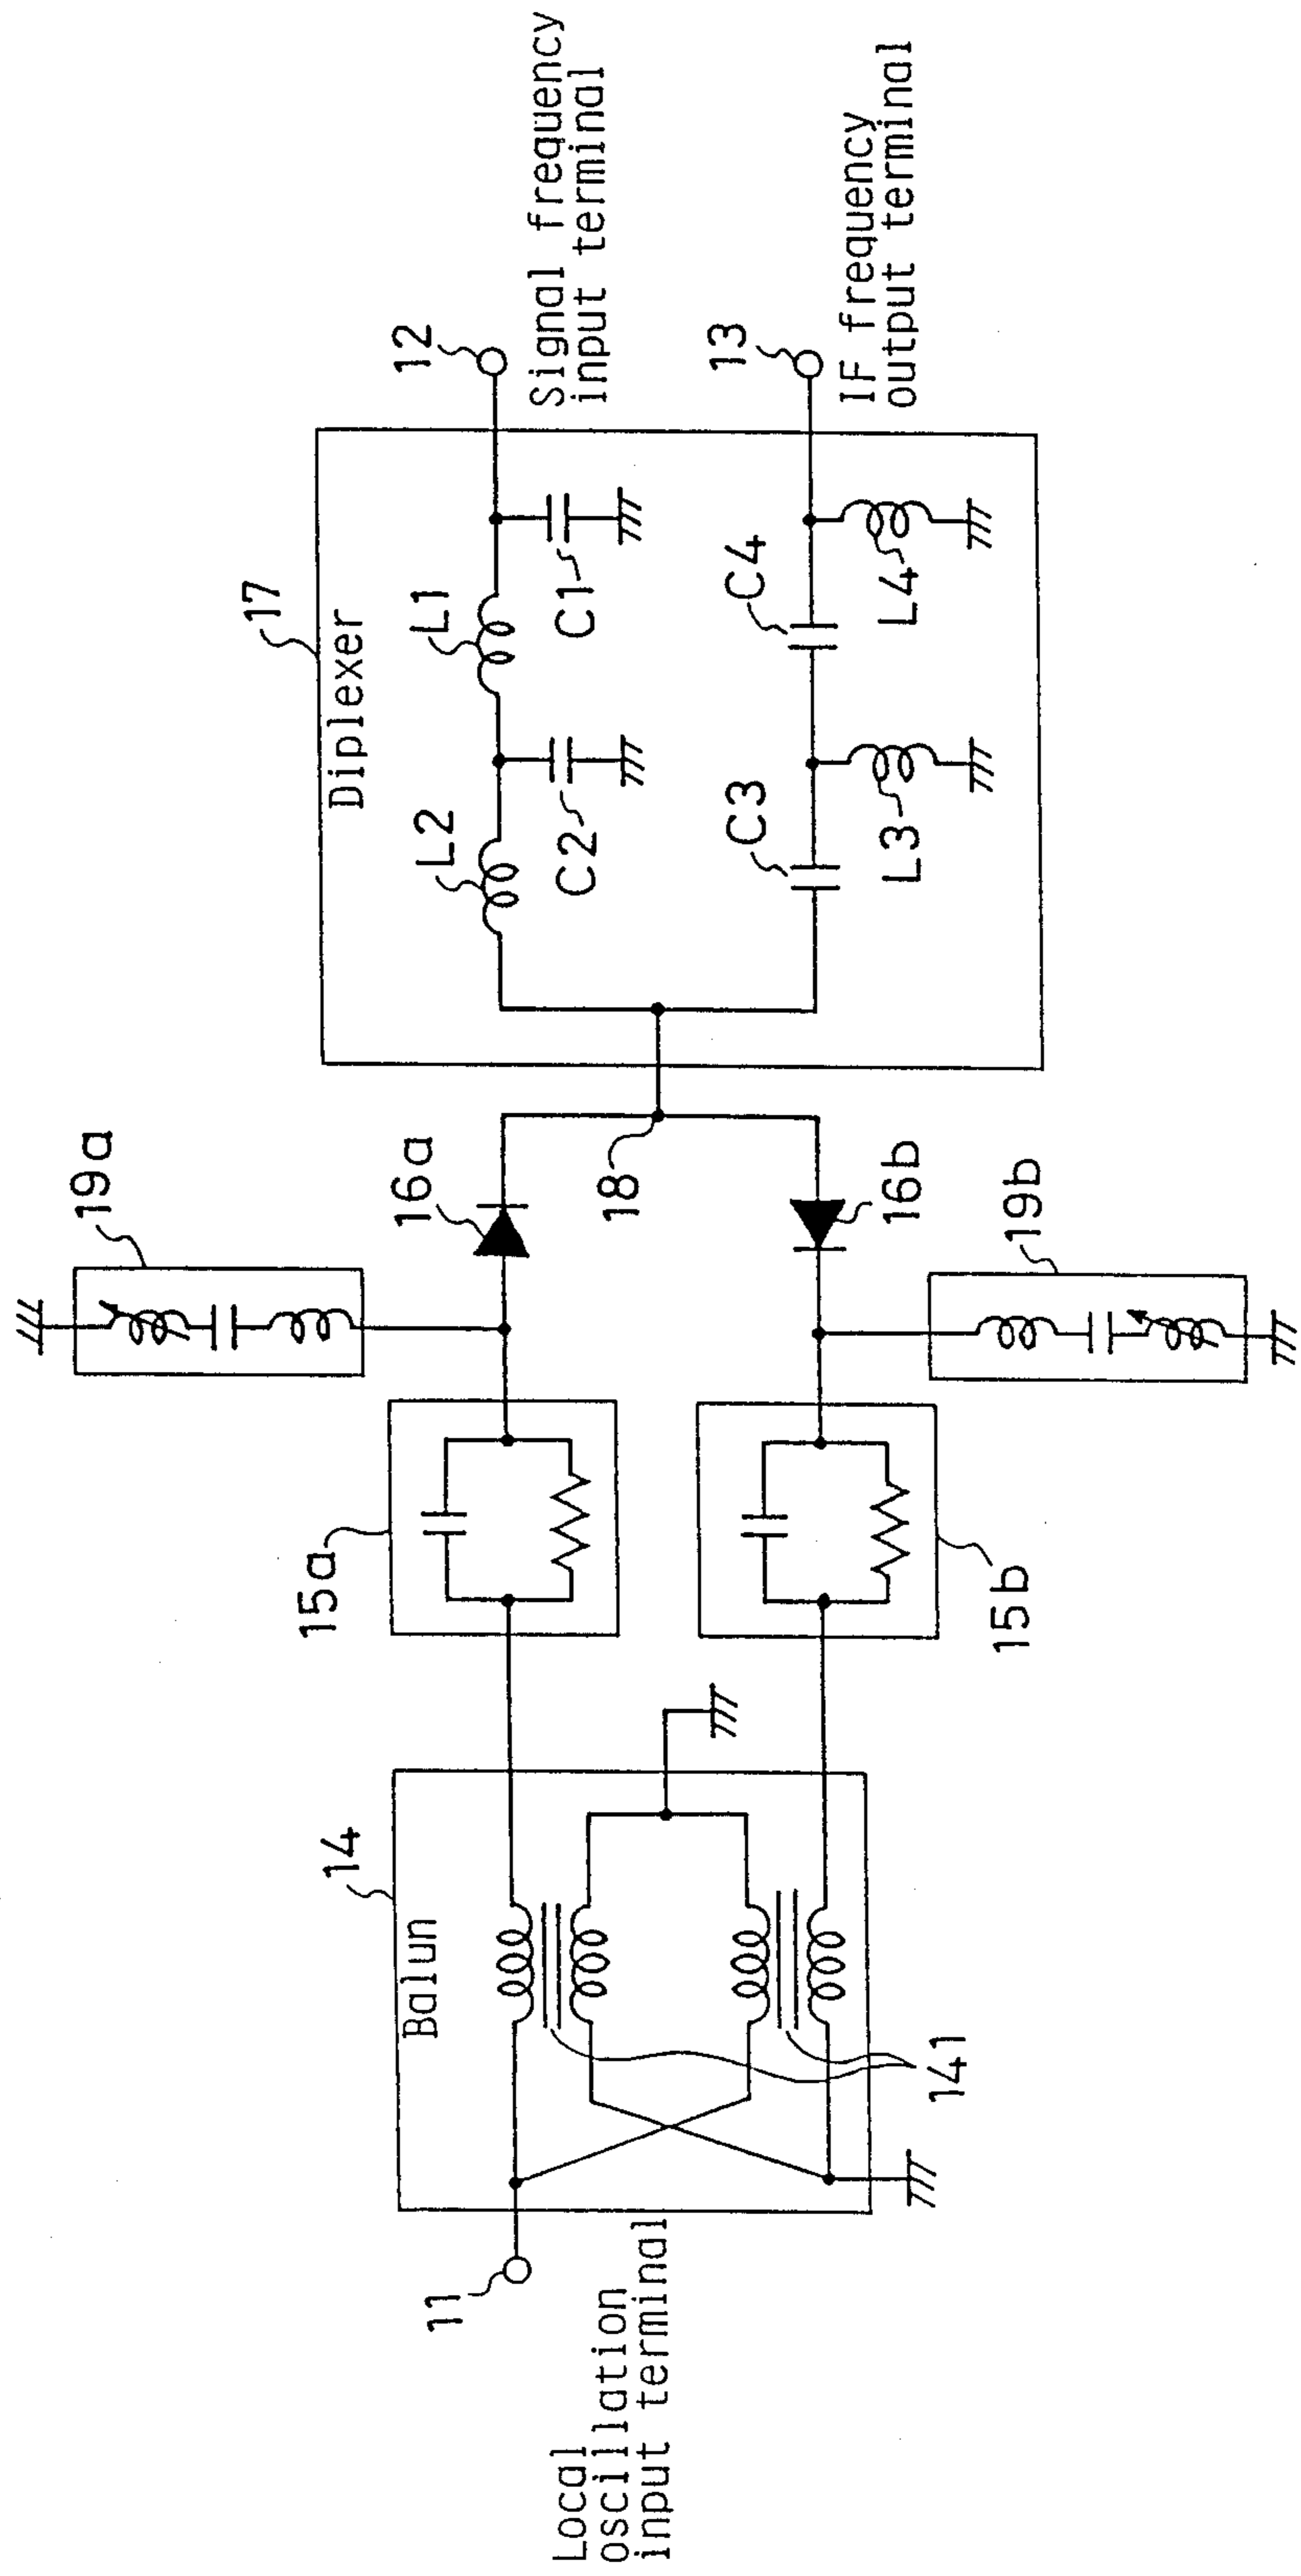 19a
19b
17
Diplexer
14
Balun
15a
15b
16a
16b
18
L2
L1
C2
C1
C3
C4
L3
L4
12
Signal frequency
input terminal
13
IF frequency
output terminal
11
Local
oscillation
input terminal
141